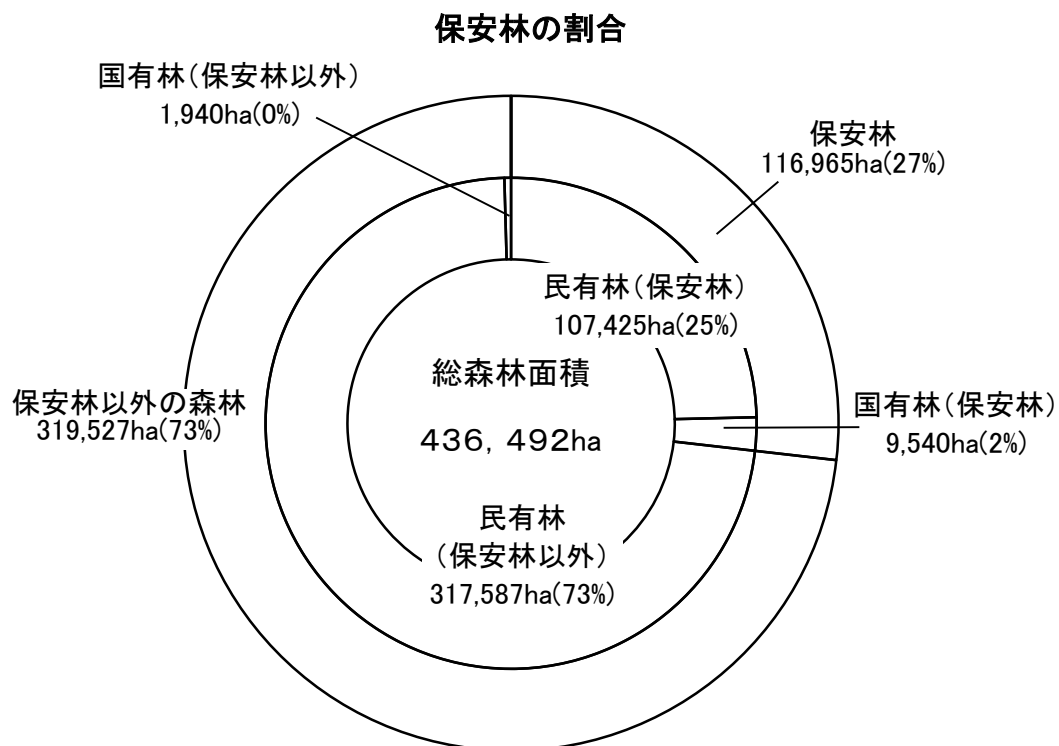 保安林の割合
国有林（保安林以外）
1,940ha(0%)
保安林
116,965ha(27%)
民有林（保安林）
107,425ha(25%)
総森林面積
436，492ha
保安林以外の森林
319,527ha(73%)
国有林（保安林）
9,540ha(2%)
民有林
（保安林以外）
317,587ha(73%)